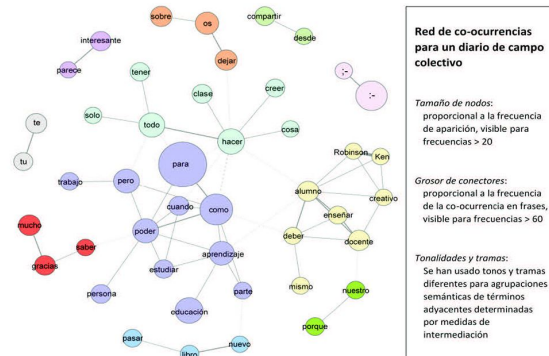 sobre
os
dejar
compartir
desde
interesante
parece
tener
clase
creer
solo
todo
hacer
cosa
;-
:-
te
tu
para
Robinson
Ken
trabajo
pero
cuando
como
alumno
creativo
enseñar
deber
docente
mucho
gracias
saber
poder
estudiar
aprendizaje
persona
educación
parte
mismo
nuestro
porque
pasar
libro
nuevo
Red de co-ocurrencias
para un diario de campo
colectivo
Tamaño de nodos:
proporcional a la frecuencia
de aparición, visible para
frecuencias > 20
Grosor de conectores:
proporcional a la frecuencia
de la co-ocurrencia en frases,
visible para frecuencias > 60
Tonalidades y tramas:
Se han usado tonos y tramas
diferentes para agrupaciones
semánticas de términos
adyacentes determinadas
por medidas de
intermediación